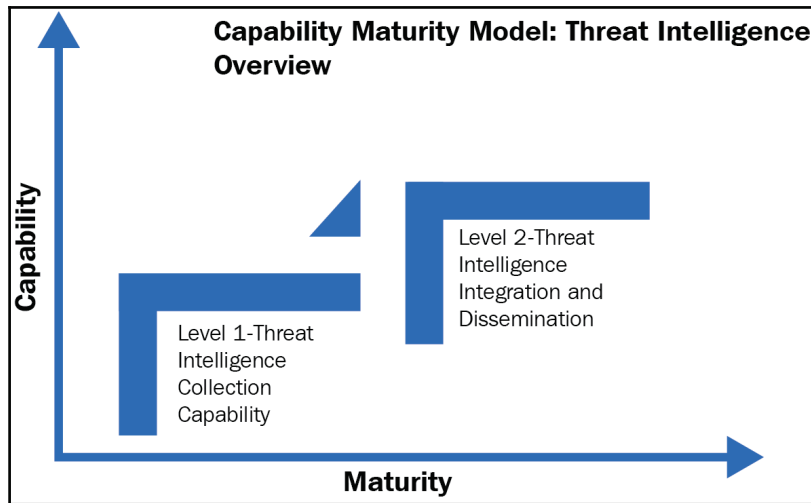 Capability Maturity Model: Threat Intelligence
Overview
Capability
Level 1-Threat
Intelligence
Collection
Capability
Level 2-Threat
Intelligence
Integration and
Dissemination
Maturity